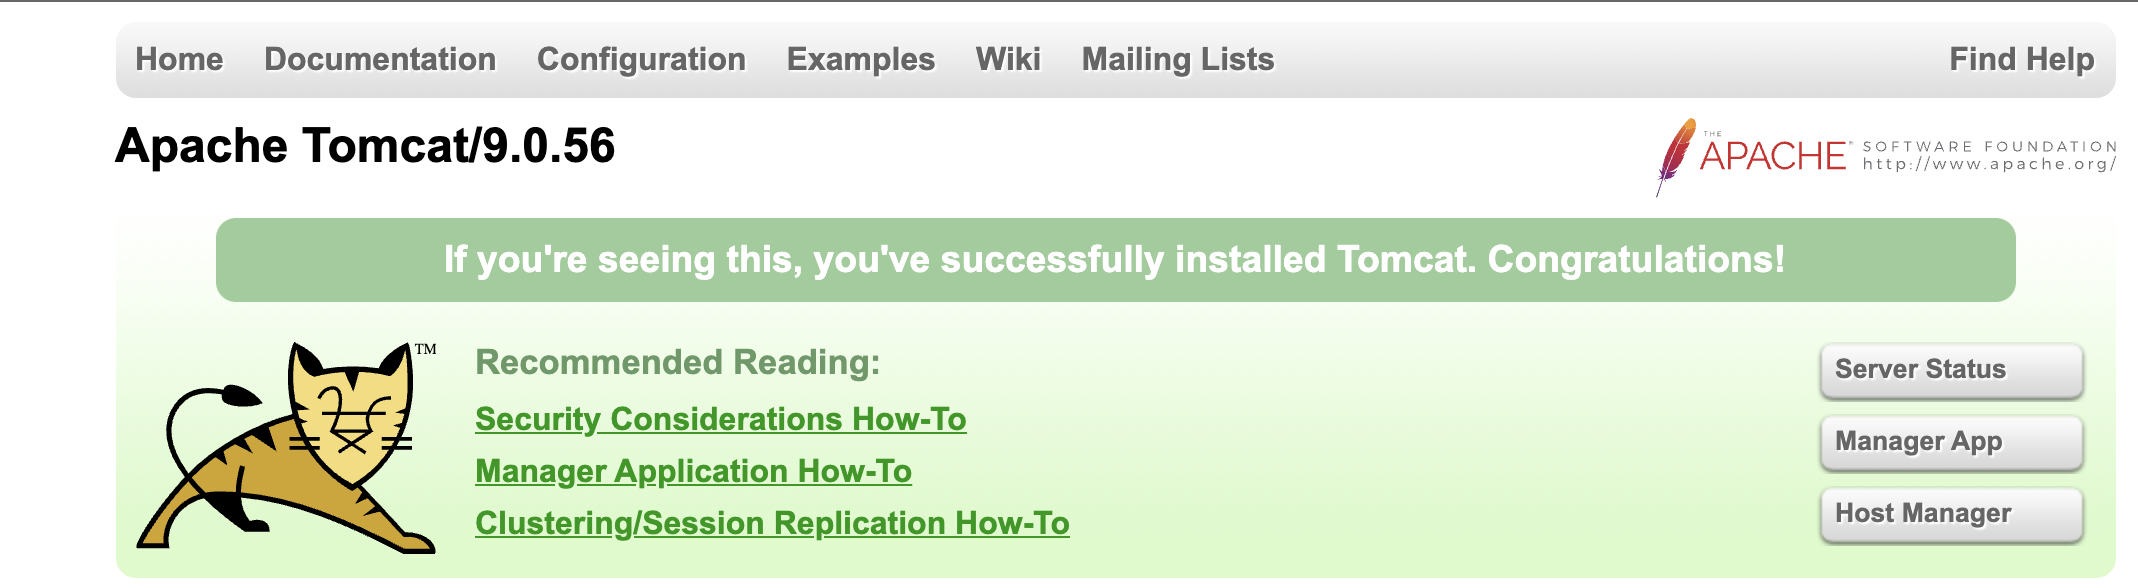 Home Documentation Configuration Examples Wiki Mailing Lists Find Help
Apache Tomcat/9.0.56
THE
APACHE® SOFTWARE FOUNDATION
http://www.apache.org/
If you're seeing this, you've successfully installed Tomcat. Congratulations!
TM
Recommended Reading:
Security Considerations How-To
Manager Application How-To
Clustering/Session Replication How-To
Server Status
Manager App
Host Manager